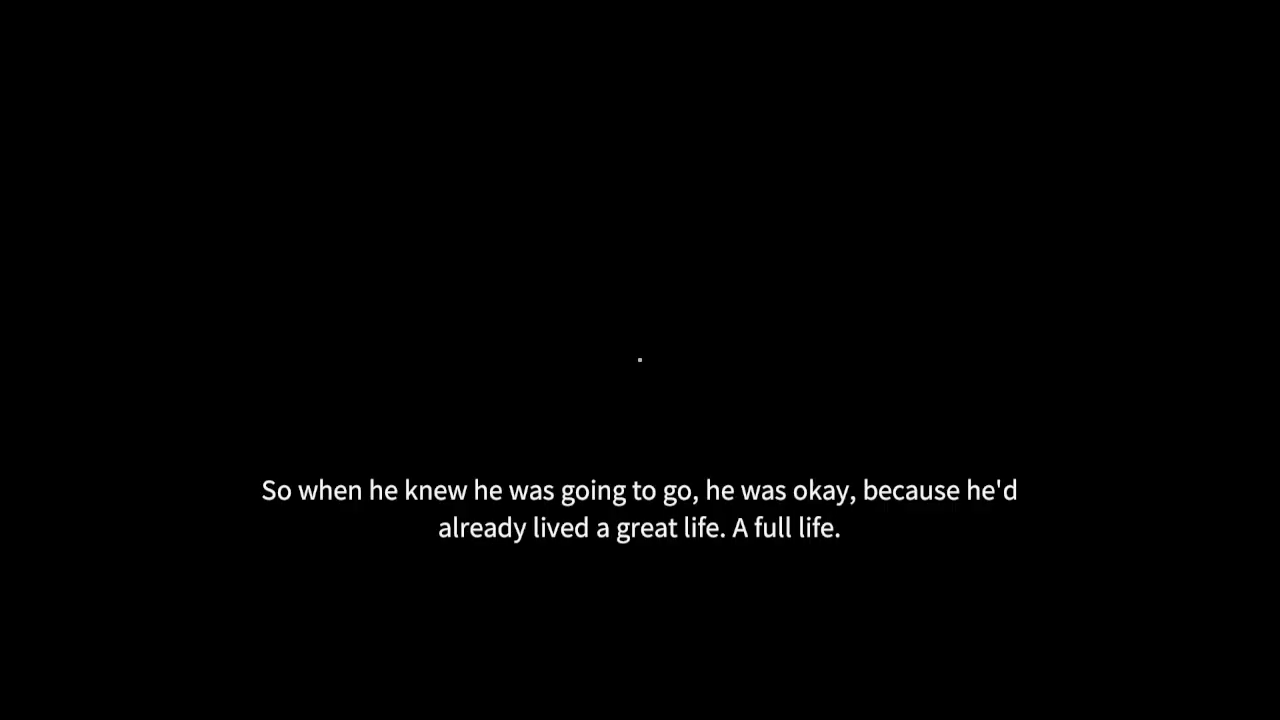 So when he knew he was going to go, he was okay, because he'd
already lived a great life. A full life.